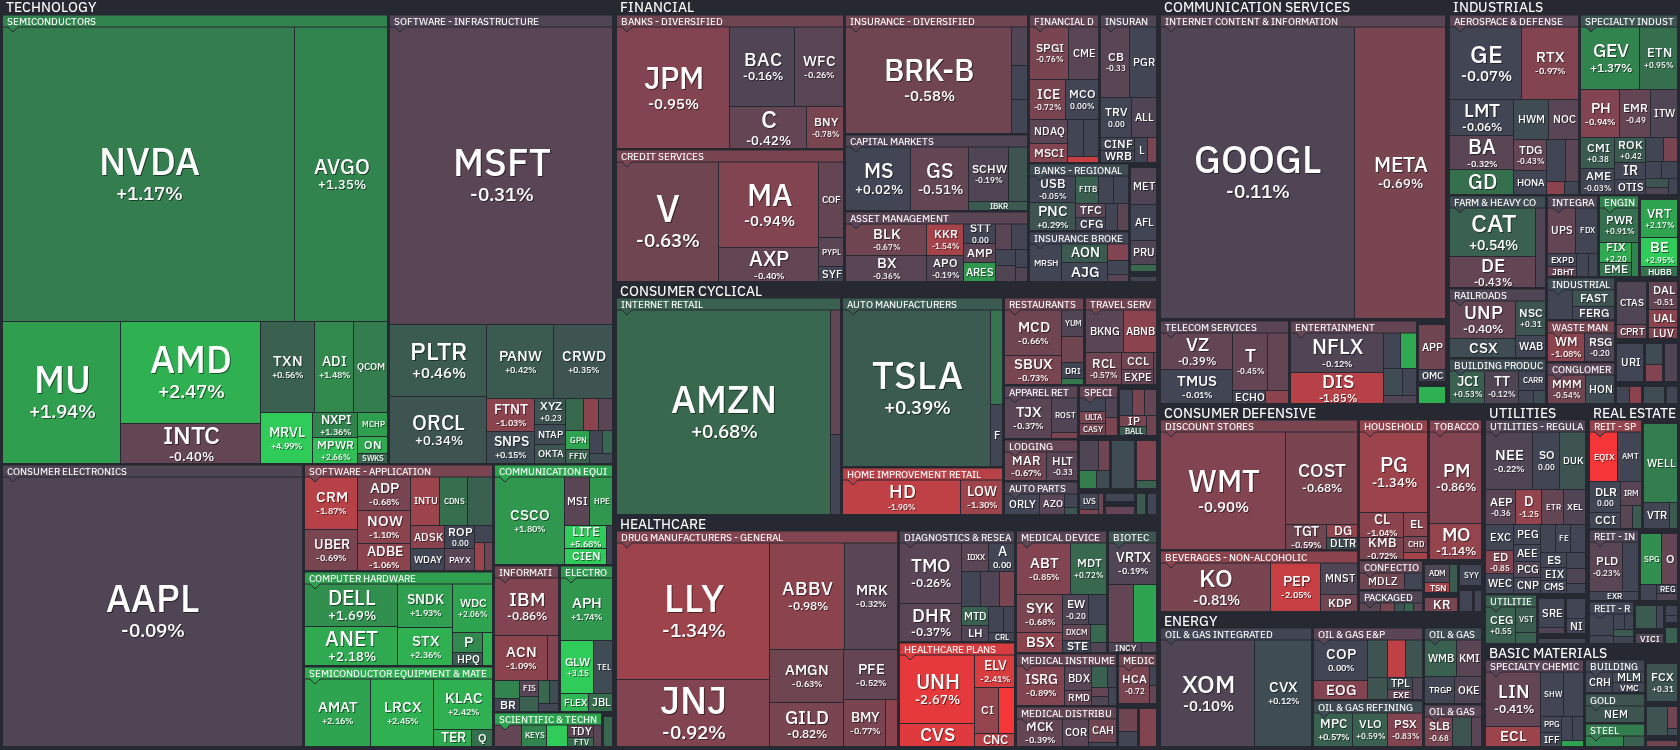 TECHNOLOGY
SEMICONDUCTORS
NVDA
+1.17%
AVGO
+1.35%
MU
+1.94%
AMD
+2.47%
INTC
-0.40%
TXN
+0.56%
ADI
+1.48%
QCOM
MRVL
+4.99%
NXPI
+1.36%
MCHP
MPWR
+2.66%
ON
SWKS
SOFTWARE - INFRASTRUCTURE
MSFT
-0.31%
PLTR
+0.46%
PANW
+0.42%
CRWD
+0.35%
ORCL
+0.34%
FTNT
-1.03%
XYZ
+0.23
SNPS
+0.15%
NTAP
GPN
OKTA
FFIV
CONSUMER ELECTRONICS
AAPL
-0.09%
SOFTWARE - APPLICATION
CRM
-1.87%
ADP
-0.68%
INTU
CDNS
UBER
-0.69%
NOW
-1.10%
ADSK
ROP
0.00
ADBE
-1.06%
WDAY
PAYX
COMMUNICATION EQUI
CSCO
+1.80%
MSI
HPE
LITE
+5.68%
CIEN
COMPUTER HARDWARE
DELL
+1.69%
SNDK
+1.93%
WDC
+2.06%
ANET
+2.18%
STX
+2.36%
P
HPQ
INFORMATI
IBM
-0.86%
ACN
-1.09%
FIS
BR
ELECTRO
APH
+1.74%
GLW
+3.15
TEL
FLEX
JBL
SEMICONDUCTOR EQUIPMENT & MATE
AMAT
+2.16%
LRCX
+2.45%
KLAC
+2.42%
TER
Q
SCIENTIFIC & TECHN
KEYS
TDY
FTV
FINANCIAL
BANKS - DIVERSIFIED
JPM
-0.95%
BAC
-0.16%
WFC
-0.26%
C
-0.42%
BNY
-0.78%
CREDIT SERVICES
V
-0.63%
MA
-0.94%
COF
AXP
-0.40%
PYPL
SYF
INSURANCE - DIVERSIFIED
BRK-B
-0.58%
CAPITAL MARKETS
MS
+0.02%
GS
-0.51%
SCHW
-0.19%
IBKR
ASSET MANAGEMENT
BLK
-0.67%
KKR
-1.54%
STT
0.00
BX
-0.36%
APO
-0.19%
AMP
ARES
FINANCIAL D
SPGI
-0.76%
CME
ICE
-0.72%
MCO
0.00%
NDAQ
MSCI
INSURAN
CB
-0.33
PGR
TRV
0.00
ALL
CINF
WRB
L
BANKS - REGIONAL
USB
-0.05%
FITB
PNC
+0.29%
TFC
CFG
MET
AFL
PRU
INSURANCE BROKE
MRSH
AON
AJG
CONSUMER CYCLICAL
INTERNET RETAIL
AMZN
+0.68%
AUTO MANUFACTURERS
TSLA
+0.39%
F
HOME IMPROVEMENT RETAIL
HD
-1.90%
LOW
-1.30%
RESTAURANTS
MCD
-0.66%
YUM
SBUX
-0.73%
DRI
TRAVEL SERV
BKNG
ABNB
RCL
-0.57%
CCL
EXPE
APPAREL RET
TJX
-0.37%
ROST
SPECI
ULTA
CASY
IP
BALL
LODGING
MAR
-0.67%
HLT
-0.33
AUTO PARTS
ORLY
AZO
LVS
HEALTHCARE
DRUG MANUFACTURERS - GENERAL
LLY
-1.34%
ABBV
-0.98%
MRK
-0.32%
JNJ
-0.92%
AMGN
-0.63%
PFE
-0.52%
GILD
-0.82%
BMY
-0.77%
DIAGNOSTICS & RESEA
TMO
-0.26%
IDXX
A
0.00
DHR
-0.37%
MTD
LH
CRL
HEALTHCARE PLANS
UNH
-2.67%
ELV
-2.41%
CI
CVS
CNC
MEDICAL DEVICE
ABT
-0.85%
MDT
+0.72%
SYK
-0.68%
EW
-0.20
BSX
DXCM
STE
BIOTEC
VRTX
-0.19%
INCY
MEDICAL INSTRUME
ISRG
-0.89%
BDX
RMD
MEDIC
HCA
-0.72
MEDICAL DISTRIBU
MCK
-0.39%
COR
CAH
COMMUNICATION SERVICES
INTERNET CONTENT & INFORMATION
GOOGL
-0.11%
META
-0.69%
TELECOM SERVICES
VZ
-0.39%
T
-0.45%
TMUS
-0.01%
ECHO
ENTERTAINMENT
NFLX
-0.12%
DIS
-1.85%
APP
OMC
INDUSTRIALS
AEROSPACE & DEFENSE
GE
-0.07%
RTX
-0.97%
LMT
-0.06%
HWM
NOC
BA
-0.32%
TDG
-0.43%
GD
HONA
SPECIALTY INDUST
GEV
+1.37%
ETN
+0.95%
PH
-0.94%
EMR
-0.49
ITW
CMI
+0.38
ROK
+0.42
AME
-0.03%
IR
OTIS
FARM & HEAVY CO
CAT
+0.54%
DE
-0.43%
INTEGRA
UPS
FDX
EXPD
JBHT
ENGIN
PWR
+0.91%
FIX
+2.20
EME
VRT
+2.17%
BE
+2.95%
HUBB
RAILROADS
UNP
-0.40%
NSC
+0.31
CSX
WAB
INDUSTRIAL
FAST
FERG
CTAS
CPRT
DAL
-0.51
UAL
LUV
WASTE MAN
WM
-1.08%
RSG
-0.20
URI
BUILDING PRODUC
JCI
+0.53%
TT
-0.12%
CARR
CONGLOMER
MMM
-0.54%
HON
CONSUMER DEFENSIVE
DISCOUNT STORES
WMT
-0.90%
COST
-0.68%
TGT
-0.59%
DG
DLTR
HOUSEHOLD
PG
-1.34%
CL
-1.04%
EL
KMB
-0.72%
CHD
TOBACCO
PM
-0.86%
MO
-1.14%
BEVERAGES - NON-ALCOHOLIC
KO
-0.81%
PEP
-2.05%
MNST
KDP
CONFECTIO
MDLZ
PACKAGED
ADM
TSN
SYY
KR
ENERGY
OIL & GAS INTEGRATED
XOM
-0.10%
CVX
+0.12%
OIL & GAS E&P
COP
0.00%
EOG
TPL
EXE
OIL & GAS
WMB
KMI
TRGP
OKE
OIL & GAS REFINING
MPC
+0.57%
VLO
+0.59%
PSX
-0.83%
OIL & GAS
SLB
-0.68
UTILITIES
UTILITIES - REGULA
NEE
-0.22%
SO
0.00
DUK
AEP
-0.36
D
-1.25
ETR
XEL
EXC
PEG
FE
ED
-0.85
AEE
PCG
ES
EIX
WEC
CNP
CMS
UTILITIE
CEG
+0.55
VST
SRE
NI
REAL ESTATE
REIT - SP
EQIX
AMT
WELL
DLR
0.00
IRM
CCI
VTR
REIT - IN
PLD
-0.23%
EXR
SPG
O
REG
REIT - R
VICI
BASIC MATERIALS
SPECIALTY CHEMIC
LIN
-0.41%
SHW
PPG
ECL
IFF
BUILDING
CRH
MLM
VMC
FCX
+0.31
GOLD
NEM
STEEL